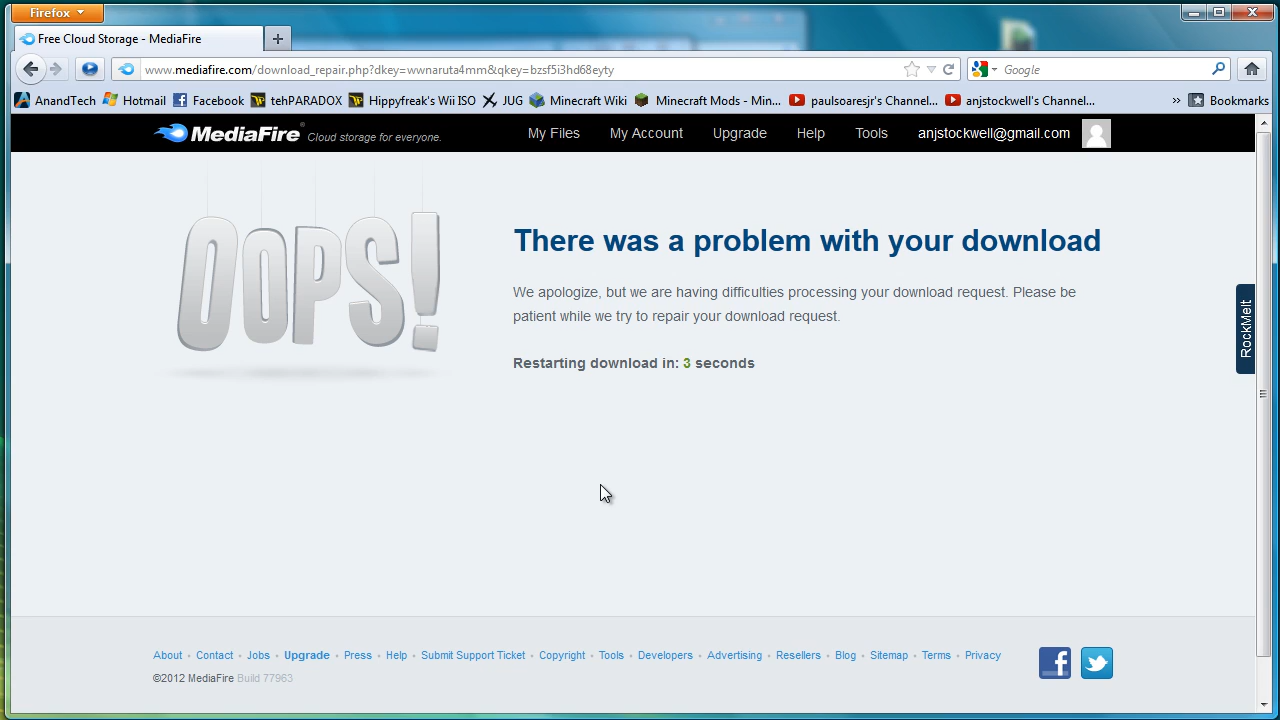 Firefox
Free Cloud Storage - MediaFire
www.mediafire.com/download_repair.php?dkey=wwnaruta4mm&qkey=bzsf5i3hd68eyty
Google
AnandTech Hotmail Facebook tehPARADOX Hippyfreak's Wii ISO JUG Minecraft Wiki Minecraft Mods - Min... paulsoaresjr's Channel... anjstockwell's Channel... » Bookmarks
MediaFire® Cloud storage for everyone. My Files My Account Upgrade Help Tools anjstockwell@gmail.com
OOPS!
There was a problem with your download
We apologize, but we are having difficulties processing your download request. Please be
patient while we try to repair your download request.
Restarting download in: 3 seconds
RockMelt
About • Contact • Jobs • Upgrade • Press • Help • Submit Support Ticket • Copyright • Tools • Developers • Advertising • Resellers • Blog • Sitemap • Terms • Privacy
©2012 MediaFire Build 77963